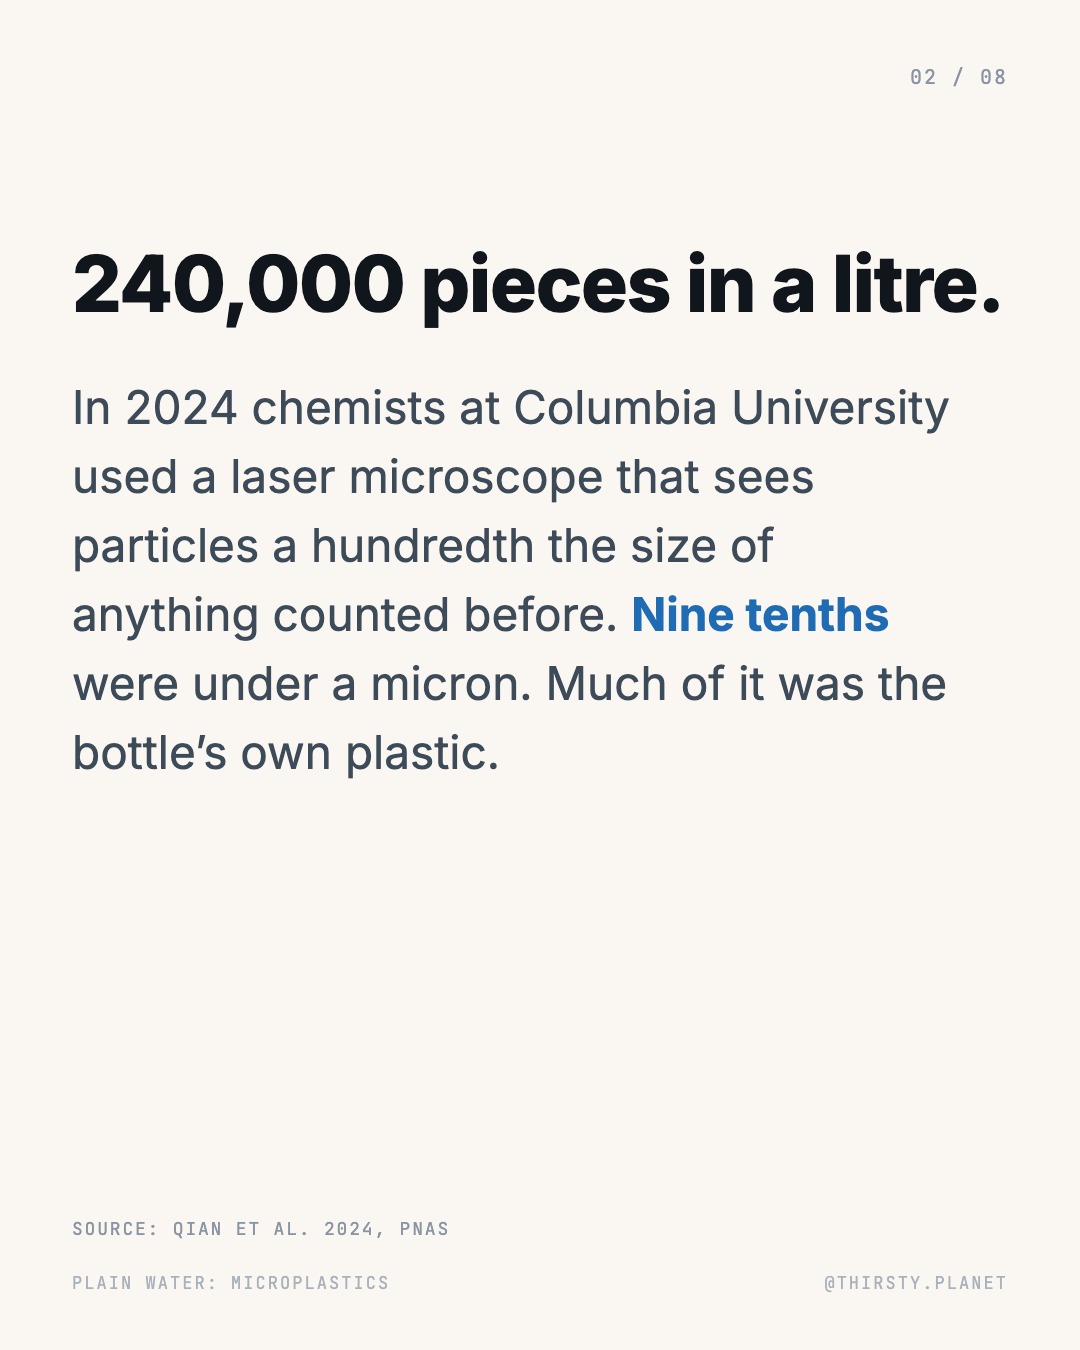 02 / 08
240,000 pieces in a litre.
In 2024 chemists at Columbia University
used a laser microscope that sees
particles a hundredth the size of
anything counted before. Nine tenths
were under a micron. Much of it was the
bottle’s own plastic.
SOURCE: QIAN ET AL. 2024, PNAS
PLAIN WATER: MICROPLASTICS
@THIRSTY.PLANET